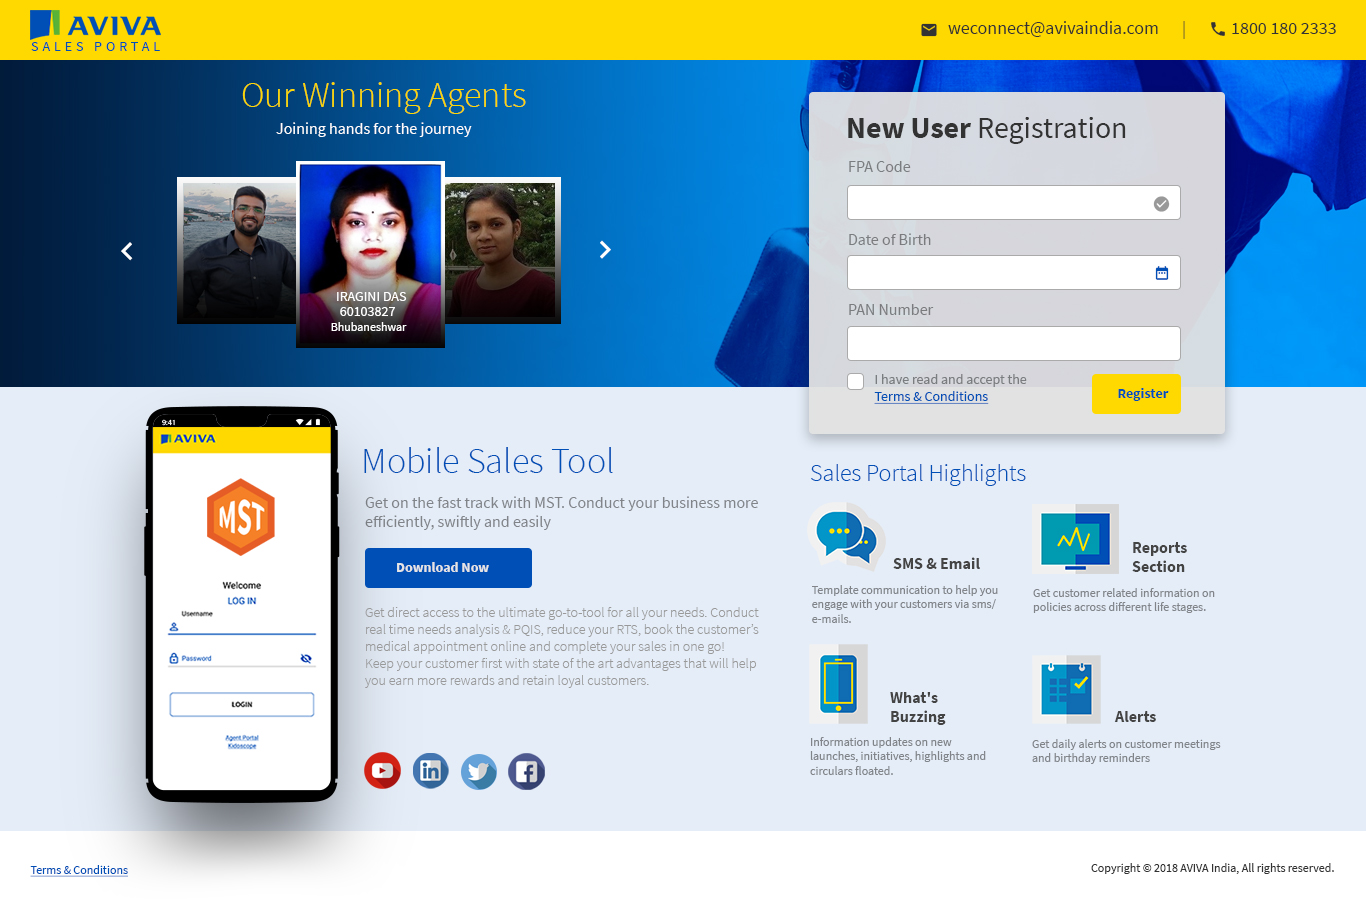 AVIVA
SALES PORTAL
weconnect@avivaindia.com | 1800 180 2333
Our Winning Agents
Joining hands for the journey
IRAGINI DAS
60103827
Bhubaneshwar
New User Registration
FPA Code
Date of Birth
PAN Number
I have read and accept the
Terms & Conditions
Register
9:41
AVIVA
MST
Welcome
LOG IN
Username
Password
LOGIN
Agent Portal
Kidoscope
Mobile Sales Tool
Get on the fast track with MST. Conduct your business more
efficiently, swiftly and easily
Download Now
Get direct access to the ultimate go-to-tool for all your needs. Conduct
real time needs analysis & PQIS, reduce your RTS, book the customer's
medical appointment online and complete your sales in one go!
Keep your customer first with state of the art advantages that will help
you earn more rewards and retain loyal customers.
in
Sales Portal Highlights
SMS & Email
Template communication to help you
engage with your customers via sms/
e-mails.
Reports
Section
Get customer related information on
policies across different life stages.
What's
Buzzing
Information updates on new
launches, initiatives, highlights and
circulars floated.
Alerts
Get daily alerts on customer meetings
and birthday reminders
Terms & Conditions
Copyright © 2018 AVIVA India, All rights reserved.